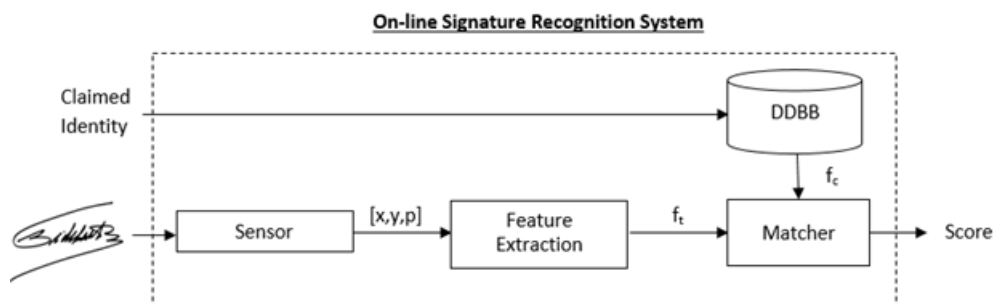 On-line Signature Recognition System
Claimed
Identity
DDBB
f_c
[x,y,p]
f_t
Sensor
Feature
Extraction
Matcher
Score